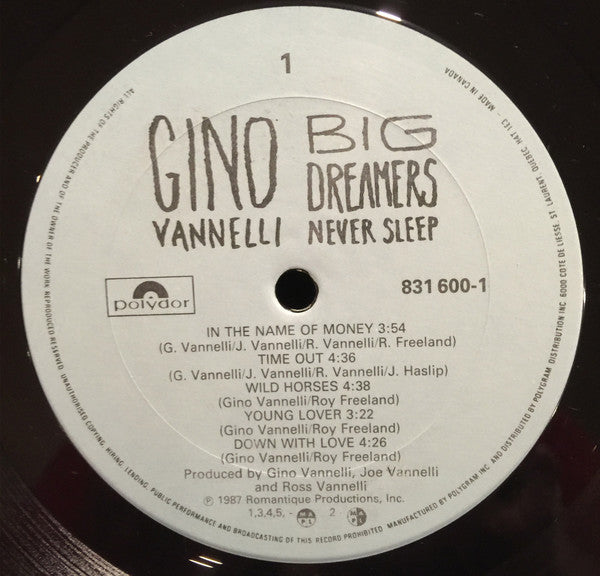 1
GINO
VANNELLI
BIG
DREAMERS
NEVER SLEEP
polydor
831 600-1
IN THE NAME OF MONEY 3:54
(G. Vannelli/J. Vannelli/R. Vannelli/R. Freeland)
TIME OUT 4:36
(G. Vannelli/J. Vannelli/R. Vannelli/J. Haslip)
WILD HORSES 4:38
(Gino Vannelli/Roy Freeland)
YOUNG LOVER 3:22
(Gino Vannelli/Roy Freeland)
DOWN WITH LOVE 4:26
(Gino Vannelli/Roy Freeland)
Produced by Gino Vannelli, Joe Vannelli
and Ross Vannelli
℗ 1987 Romantique Productions, Inc.
1,3,4,5, - M A P L 2 - M A P L
ALL RIGHTS OF THE PRODUCER AND OF THE OWNER OF THE WORK REPRODUCED RESERVED. UNAUTHORISED COPYING, HIRING, LENDING, PUBLIC PERFORMANCE AND BROADCASTING OF THIS RECORD PROHIBITED. MANUFACTURED BY POLYGRAM INC. AND DISTRIBUTED BY POLYGRAM DISTRIBUTION INC. 6000 COTE DE LIESSE, ST. LAURENT, QUEBEC H4T 1E3 - MADE IN CANADA